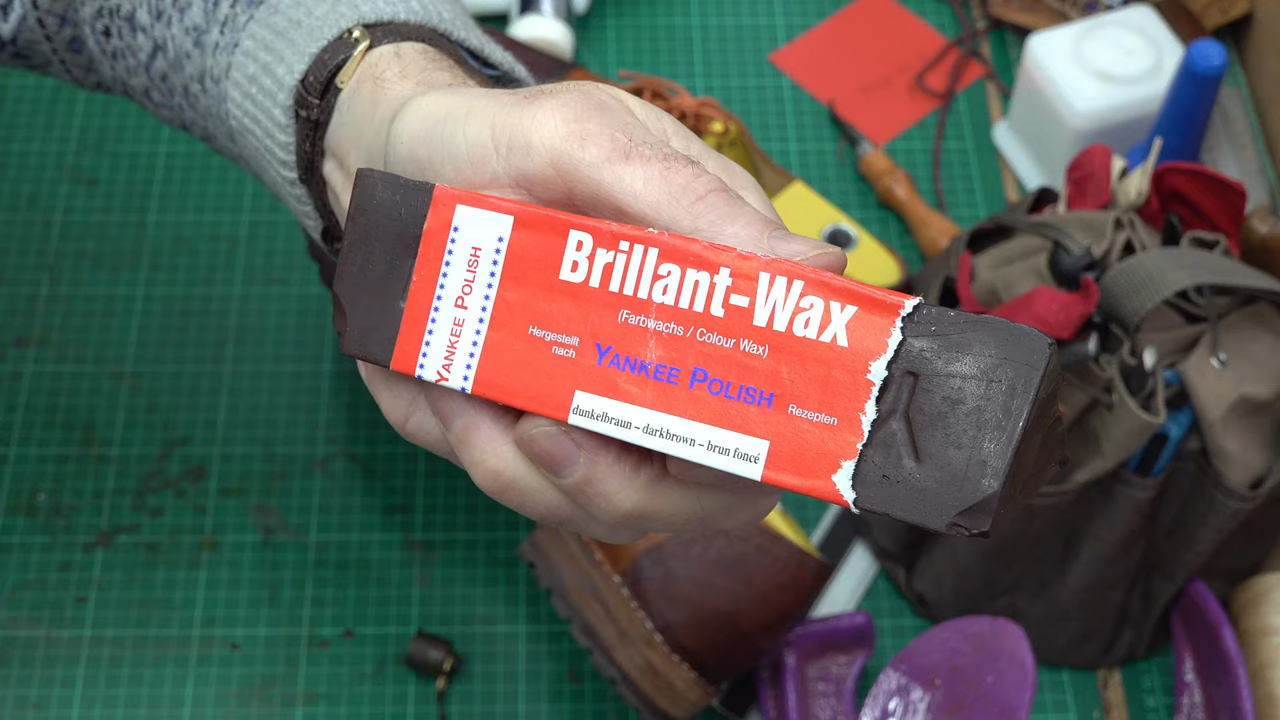 YANKEE POLISH
Brillant-Wax
(Farbwachs / Colour Wax)
Hergestellt
nach
YANKEE POLISH
Rezepten
dunkelbraun – darkbrown – brun foncé